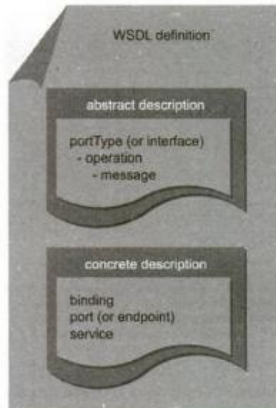 WSDL definition
abstract description
portType (or interface)
- operation
- message
concrete description
binding
port (or endpoint)
service